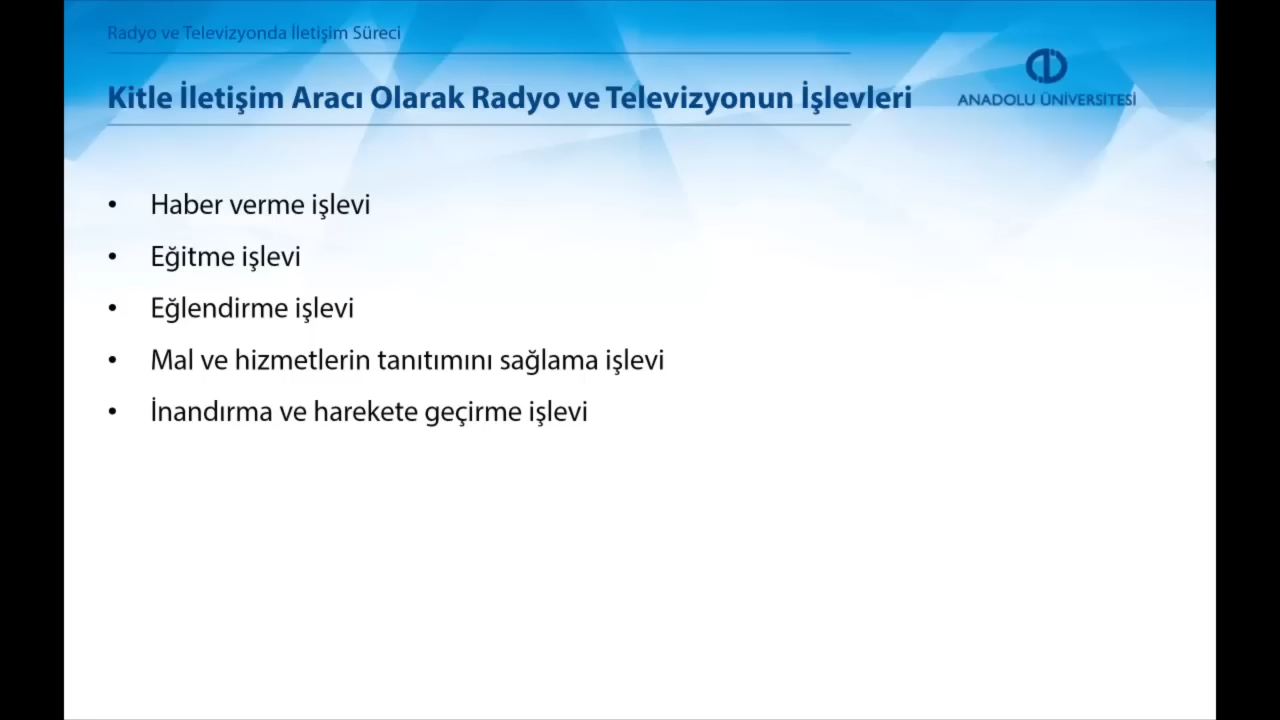 Radyo ve Televizyonda İletişim Süreci
Kitle İletişim Aracı Olarak Radyo ve Televizyonun İşlevleri
ANADOLU ÜNİVERSİTESİ
• Haber verme işlevi
• Eğitme işlevi
• Eğlendirme işlevi
• Mal ve hizmetlerin tanıtımını sağlama işlevi
• İnandırma ve harekete geçirme işlevi